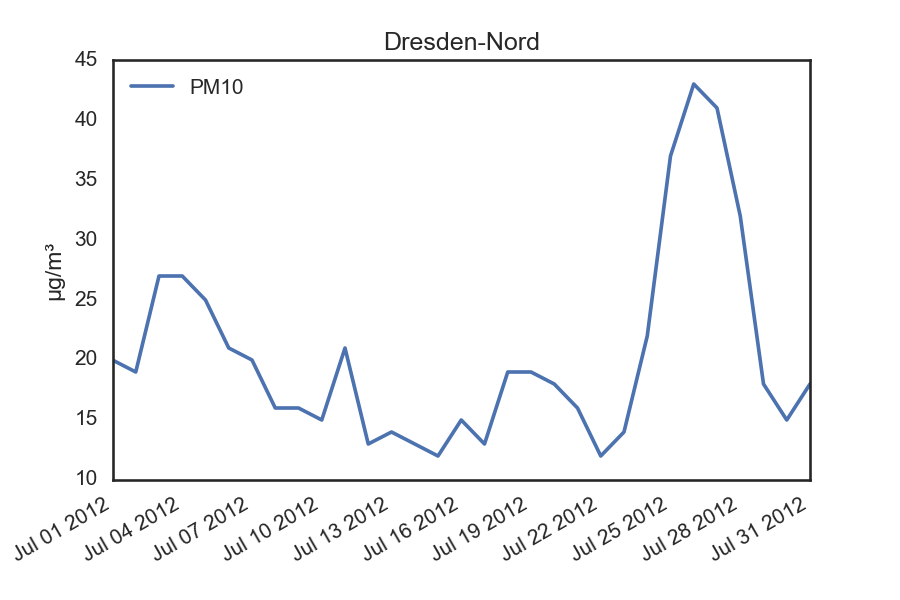 Dresden-Nord
PM10
µg/m³
45
40
35
30
25
20
15
10
Jul 01 2012
Jul 04 2012
Jul 07 2012
Jul 10 2012
Jul 13 2012
Jul 16 2012
Jul 19 2012
Jul 22 2012
Jul 25 2012
Jul 28 2012
Jul 31 2012